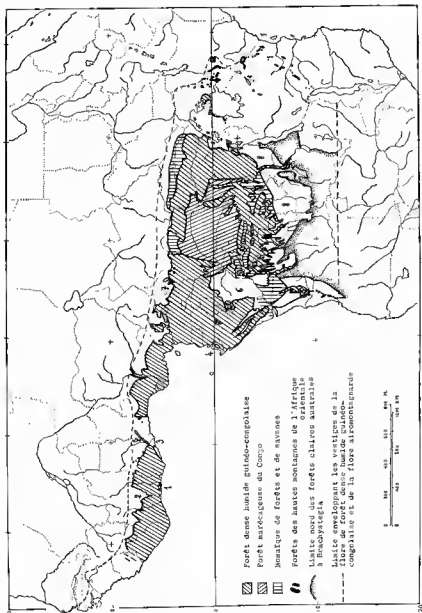 Forêt dense humide guinéo-congolaise
Forêt marécageuse du Congo
Mosaïque de forêts et de savanes
Forêts des hautes montagnes de l'Afrique
orientale
Limite nord des forêts claires australes
à Brachystegia
Limite enveloppant les vestiges de la
flore de forêt dense humide guinéo-
congolaise et de la flore afromontagnarde